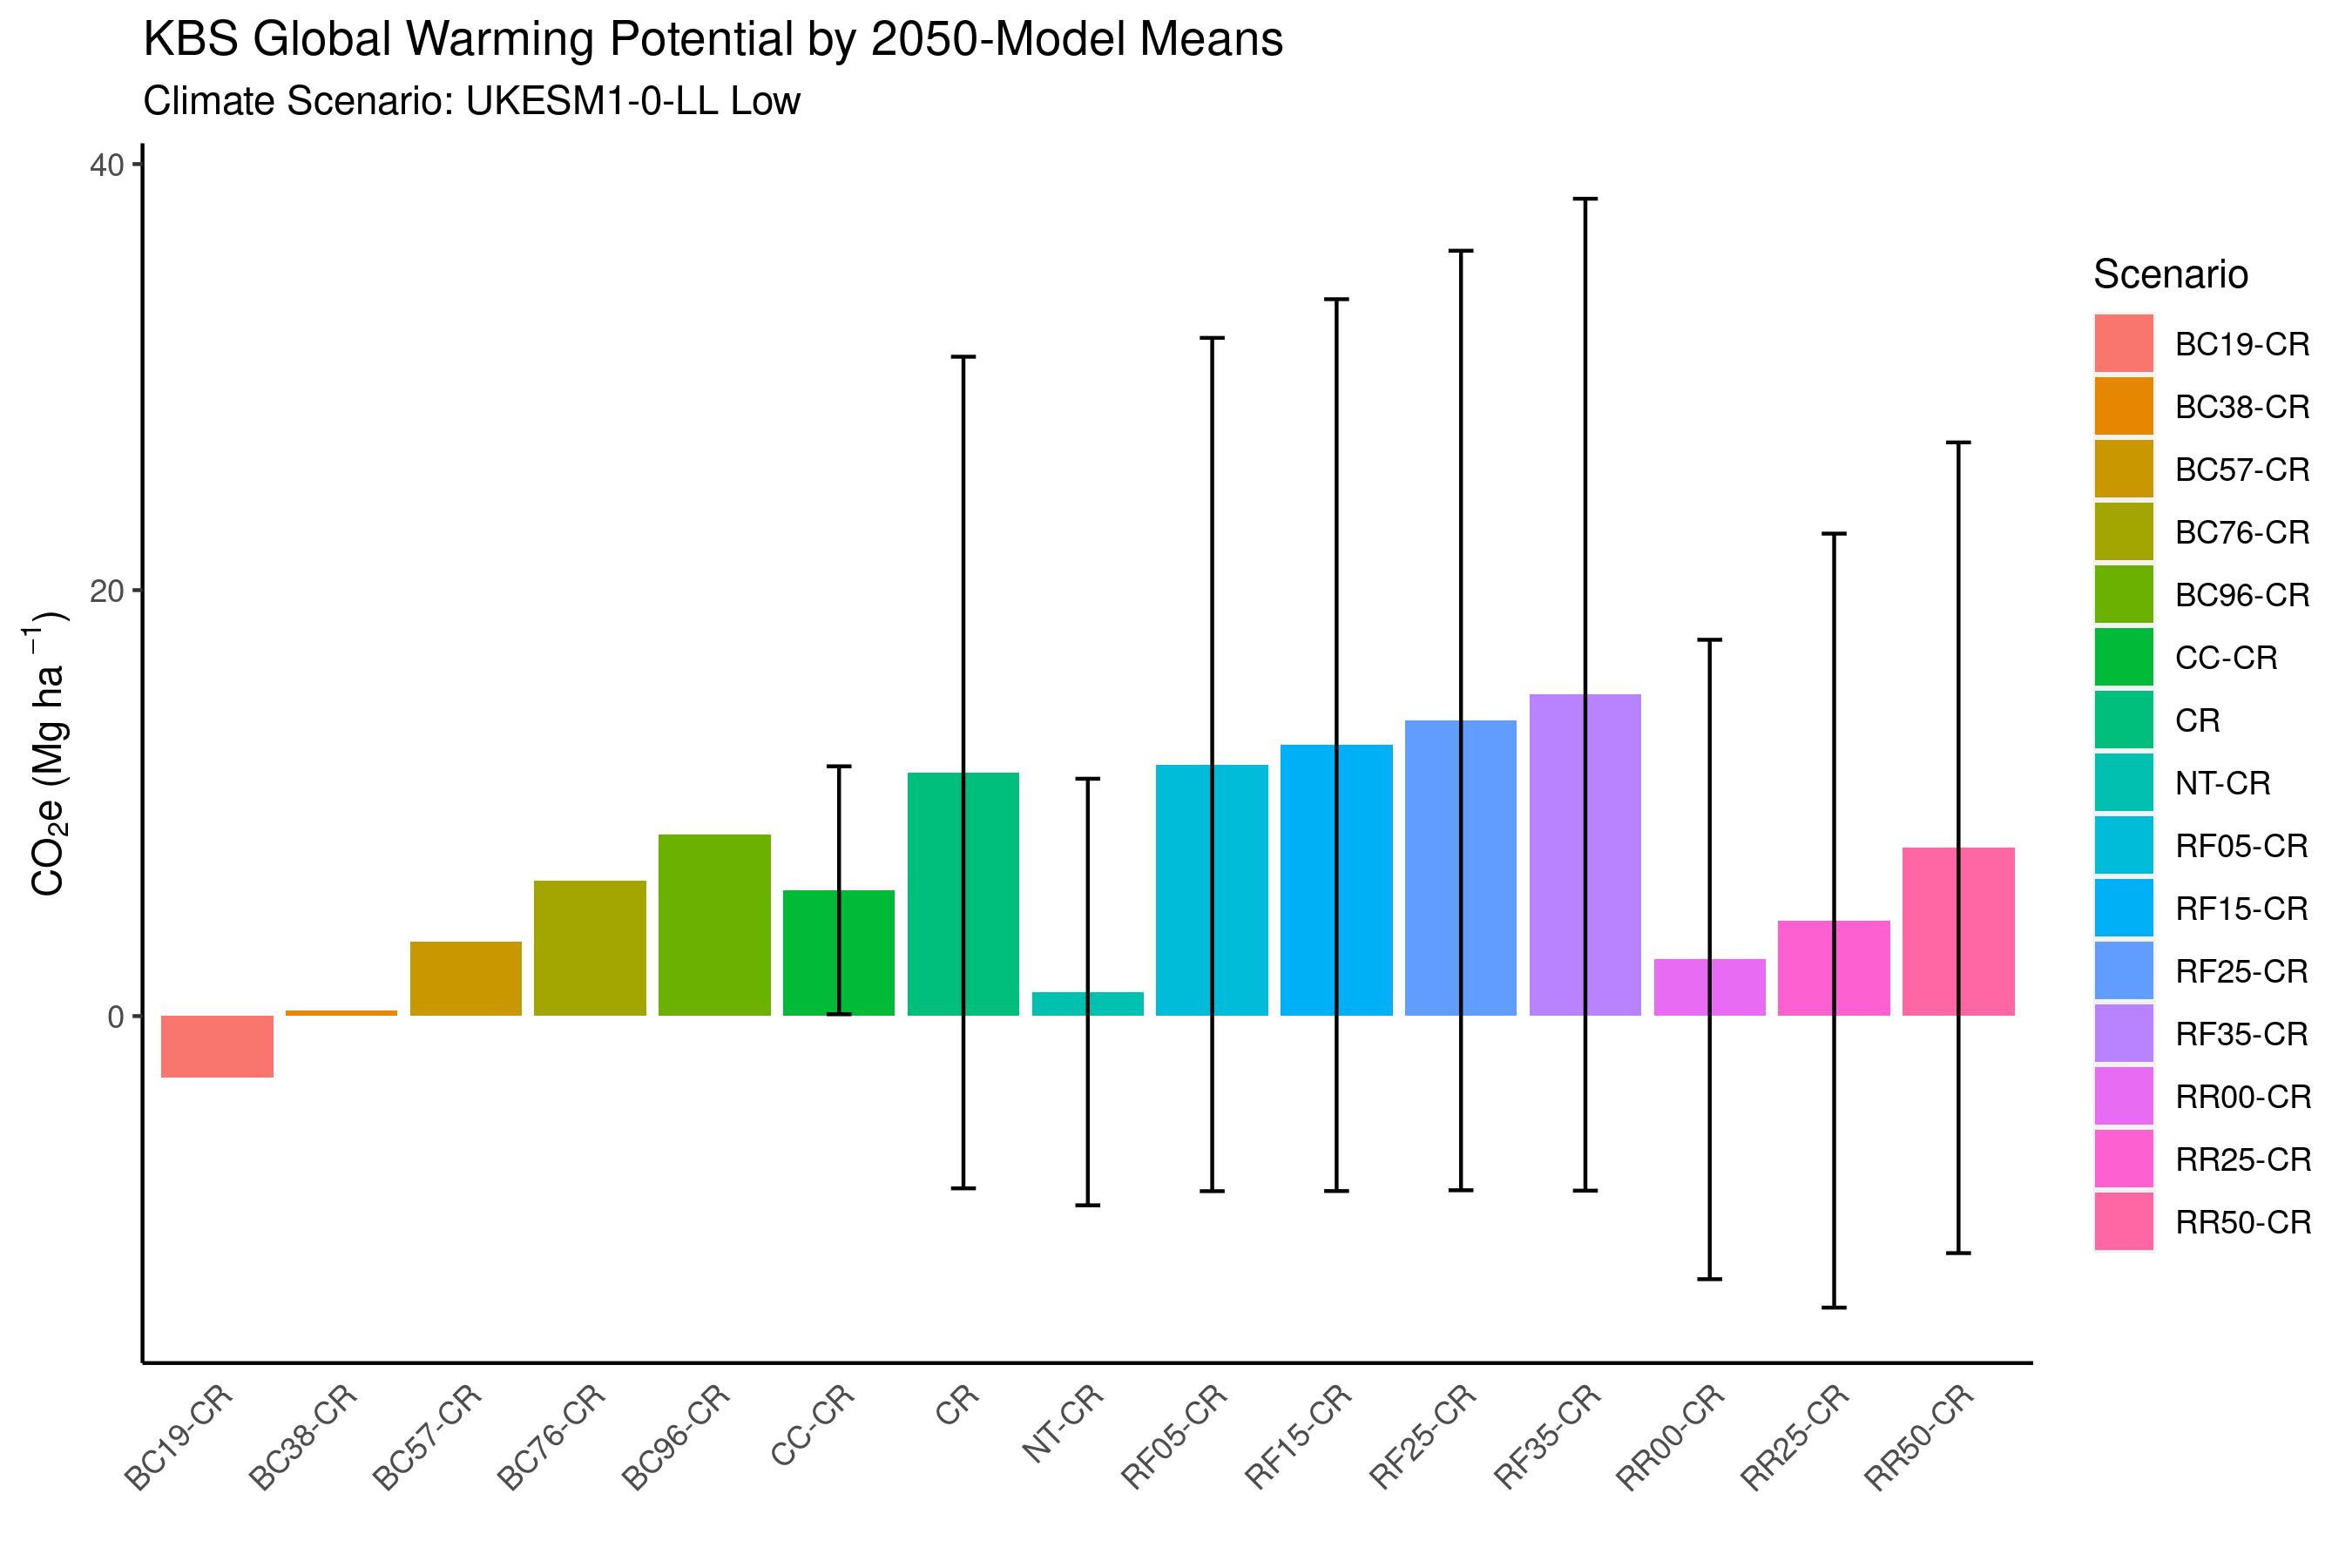 KBS Global Warming Potential by 2050-Model Means
Climate Scenario: UKESM1-0-LL Low
CO₂e (Mg ha ⁻¹)
40
20
0
BC19-CR
BC38-CR
BC57-CR
BC76-CR
BC96-CR
CC-CR
CR
NT-CR
RF05-CR
RF15-CR
RF25-CR
RF35-CR
RR00-CR
RR25-CR
RR50-CR
Scenario
BC19-CR
BC38-CR
BC57-CR
BC76-CR
BC96-CR
CC-CR
CR
NT-CR
RF05-CR
RF15-CR
RF25-CR
RF35-CR
RR00-CR
RR25-CR
RR50-CR